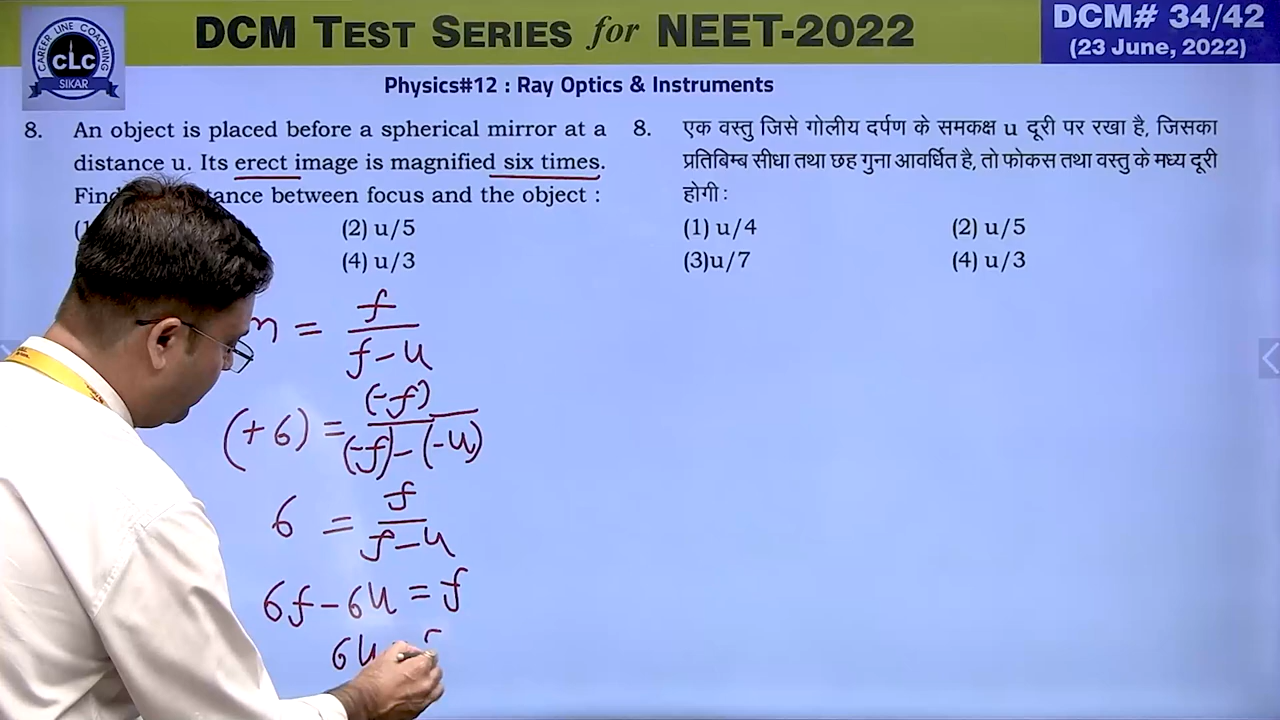 CAREER LINE COACHING
CLC
SIKAR
DCM TEST SERIES for NEET-2022
DCM# 34/42
(23 June, 2022)
Physics#12 : Ray Optics & Instruments
8. An object is placed before a spherical mirror at a
distance u. Its erect image is magnified six times.
between focus and the object :
(2) u/5
(4) u/3
8. एक वस्तु जिसे गोलीय दर्पण के समकक्ष u दूरी पर रखा है, जिसका
प्रतिबिम्ब सीधा तथा छह गुना आवर्धित है, तो फोकस तथा वस्तु के मध्य दूरी
होगी :
(1) u/4 (2) u/5
(3)u/7 (4) u/3
= f
f-u
(+6) = (-f)
(-f)-(-u)
6 = f
f-u
6f-6u = f
6u